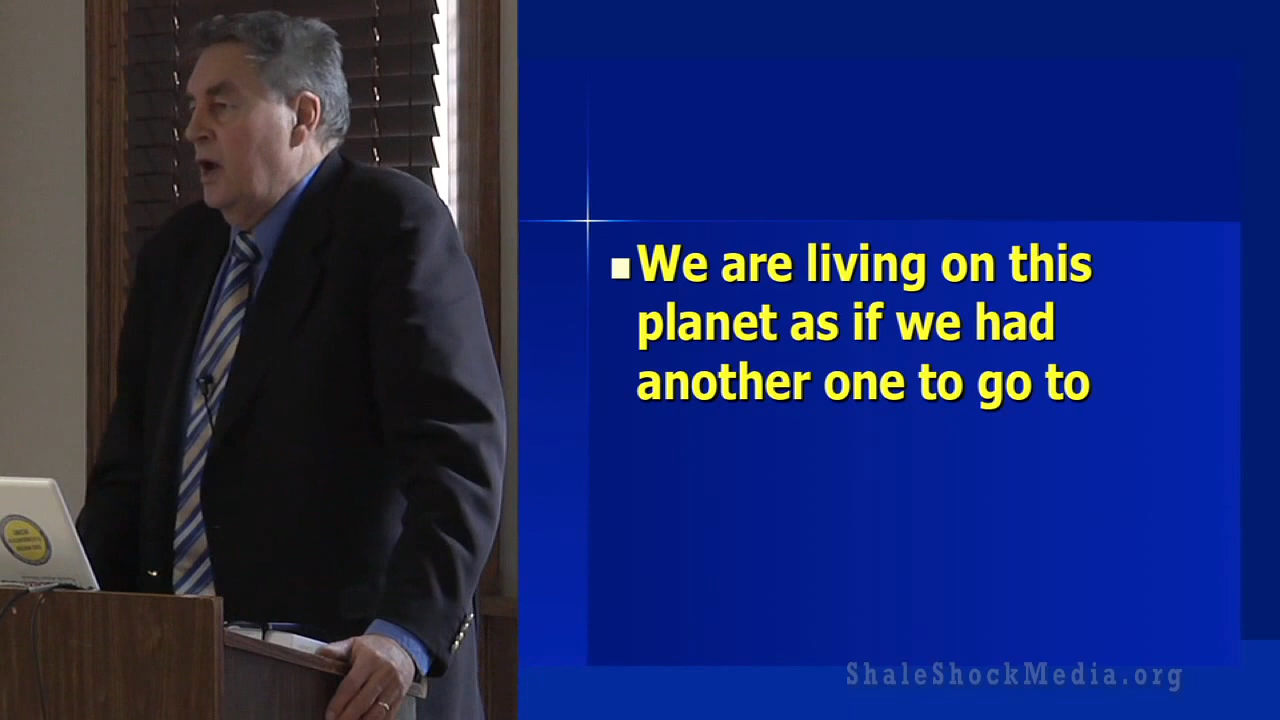 We are living on this
planet as if we had
another one to go to
ShaleShockMedia.org